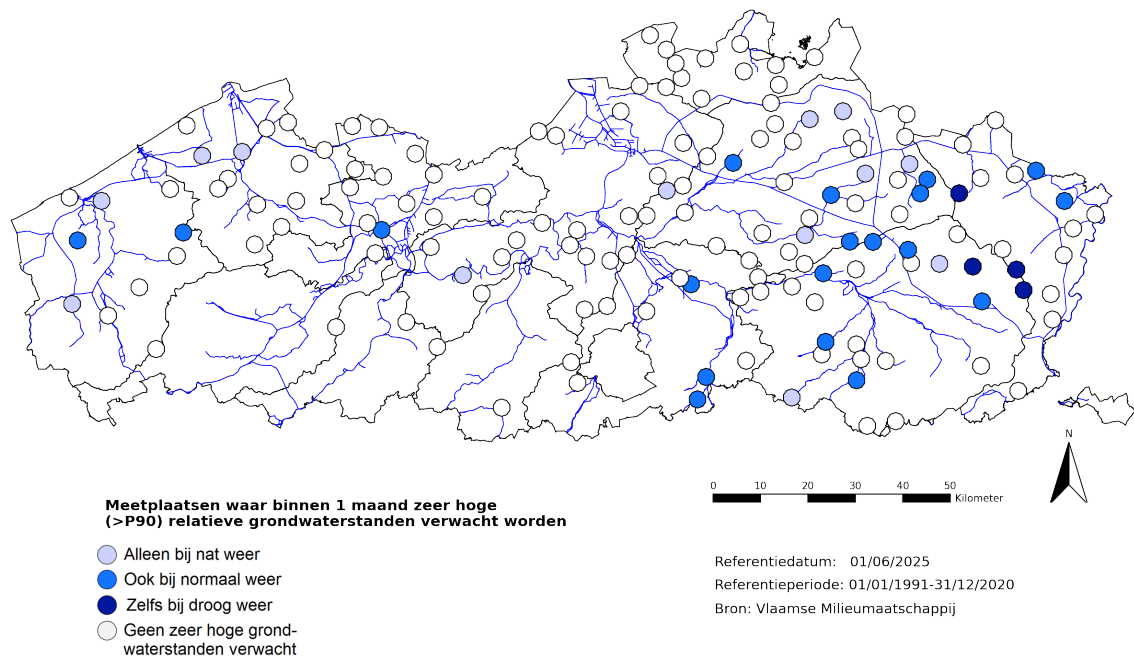 N
0 10 20 30 40 50
Kilometer
Meetplaatsen waar binnen 1 maand zeer hoge
(>P90) relatieve grondwaterstanden verwacht worden
Alleen bij nat weer
Ook bij normaal weer
Zelfs bij droog weer
Geen zeer hoge grond-
waterstanden verwacht
Referentiedatum: 01/06/2025
Referentieperiode: 01/01/1991-31/12/2020
Bron: Vlaamse Milieumaatschappij